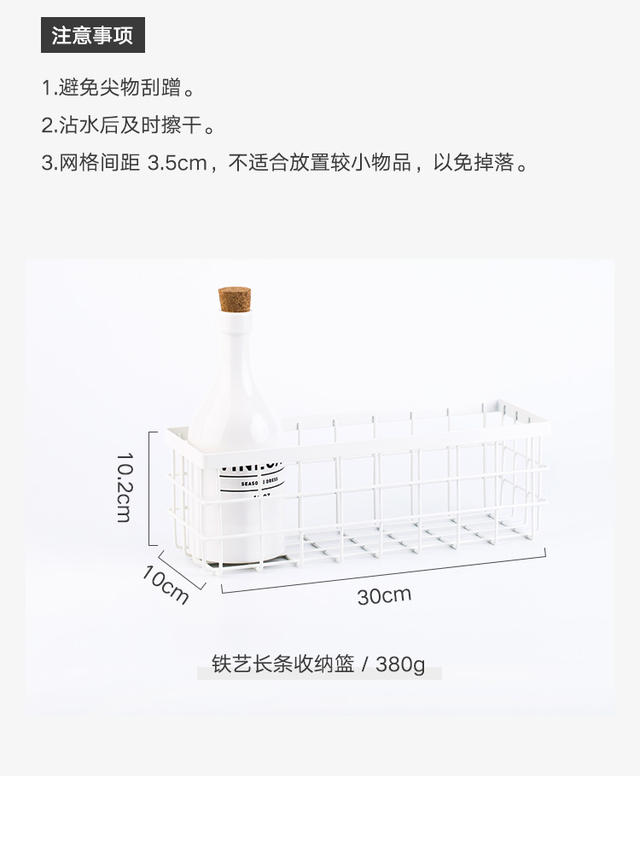 注意事项
1.避免尖物刮蹭。
2.沾水后及时擦干。
3.网格间距 3.5cm，不适合放置较小物品，以免掉落。
10.2cm
10cm
30cm
铁艺长条收纳篮 / 380g